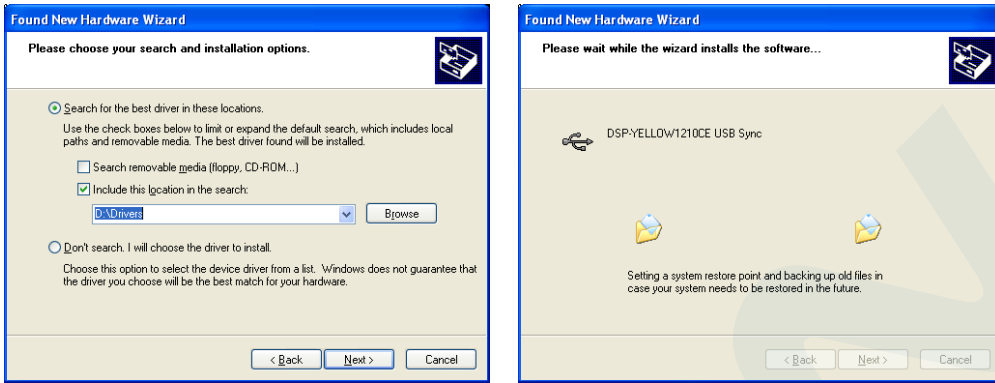 Found New Hardware Wizard
Please choose your search and installation options.
Search for the best driver in these locations.
Use the check boxes below to limit or expand the default search, which includes local
paths and removable media. The best driver found will be installed.
Search removable media (floppy, CD-ROM...)
Include this location in the search:
D:\Drivers
Browse
Don't search. I will choose the driver to install.
Choose this option to select the device driver from a list. Windows does not guarantee that
the driver you choose will be the best match for your hardware.
< Back
Next >
Cancel
Found New Hardware Wizard
Please wait while the wizard installs the software...
DSP-YELLOW1210CE USB Sync
Setting a system restore point and backing up old files in
case your system needs to be restored in the future.
< Back
Next >
Cancel